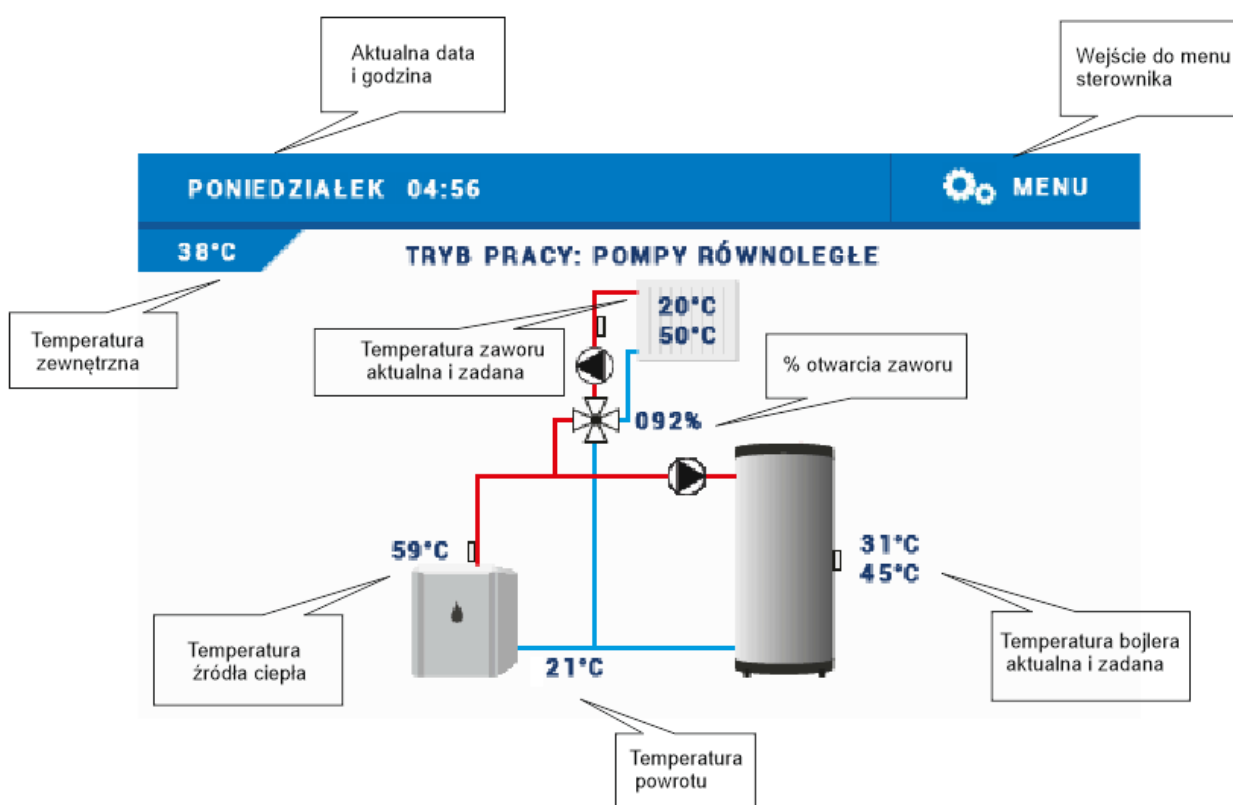 Aktualna data
i godzina
Wejście do menu
sterownika
PONIEDZIAŁEK 04:56
MENU
38°C
TRYB PRACY: POMPY RÓWNOLEGŁE
Temperatura
zewnętrzna
Temperatura zaworu
aktualna i zadana
20°C
50°C
% otwarcia zaworu
092%
59°C
31°C
45°C
Temperatura
źródła ciepła
21°C
Temperatura bojlera
aktualna i zadana
Temperatura
powrotu